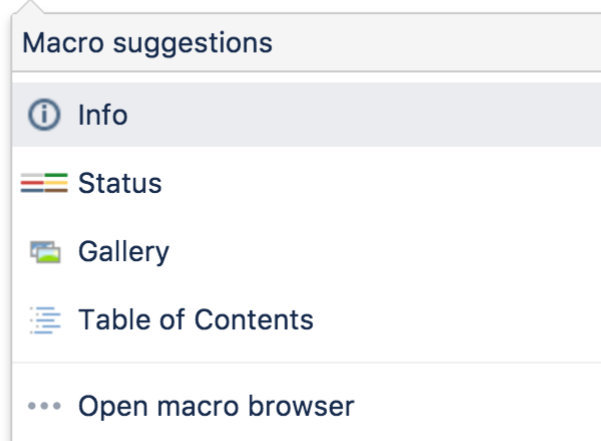 Macro suggestions
Info
Status
Gallery
Table of Contents
Open macro browser